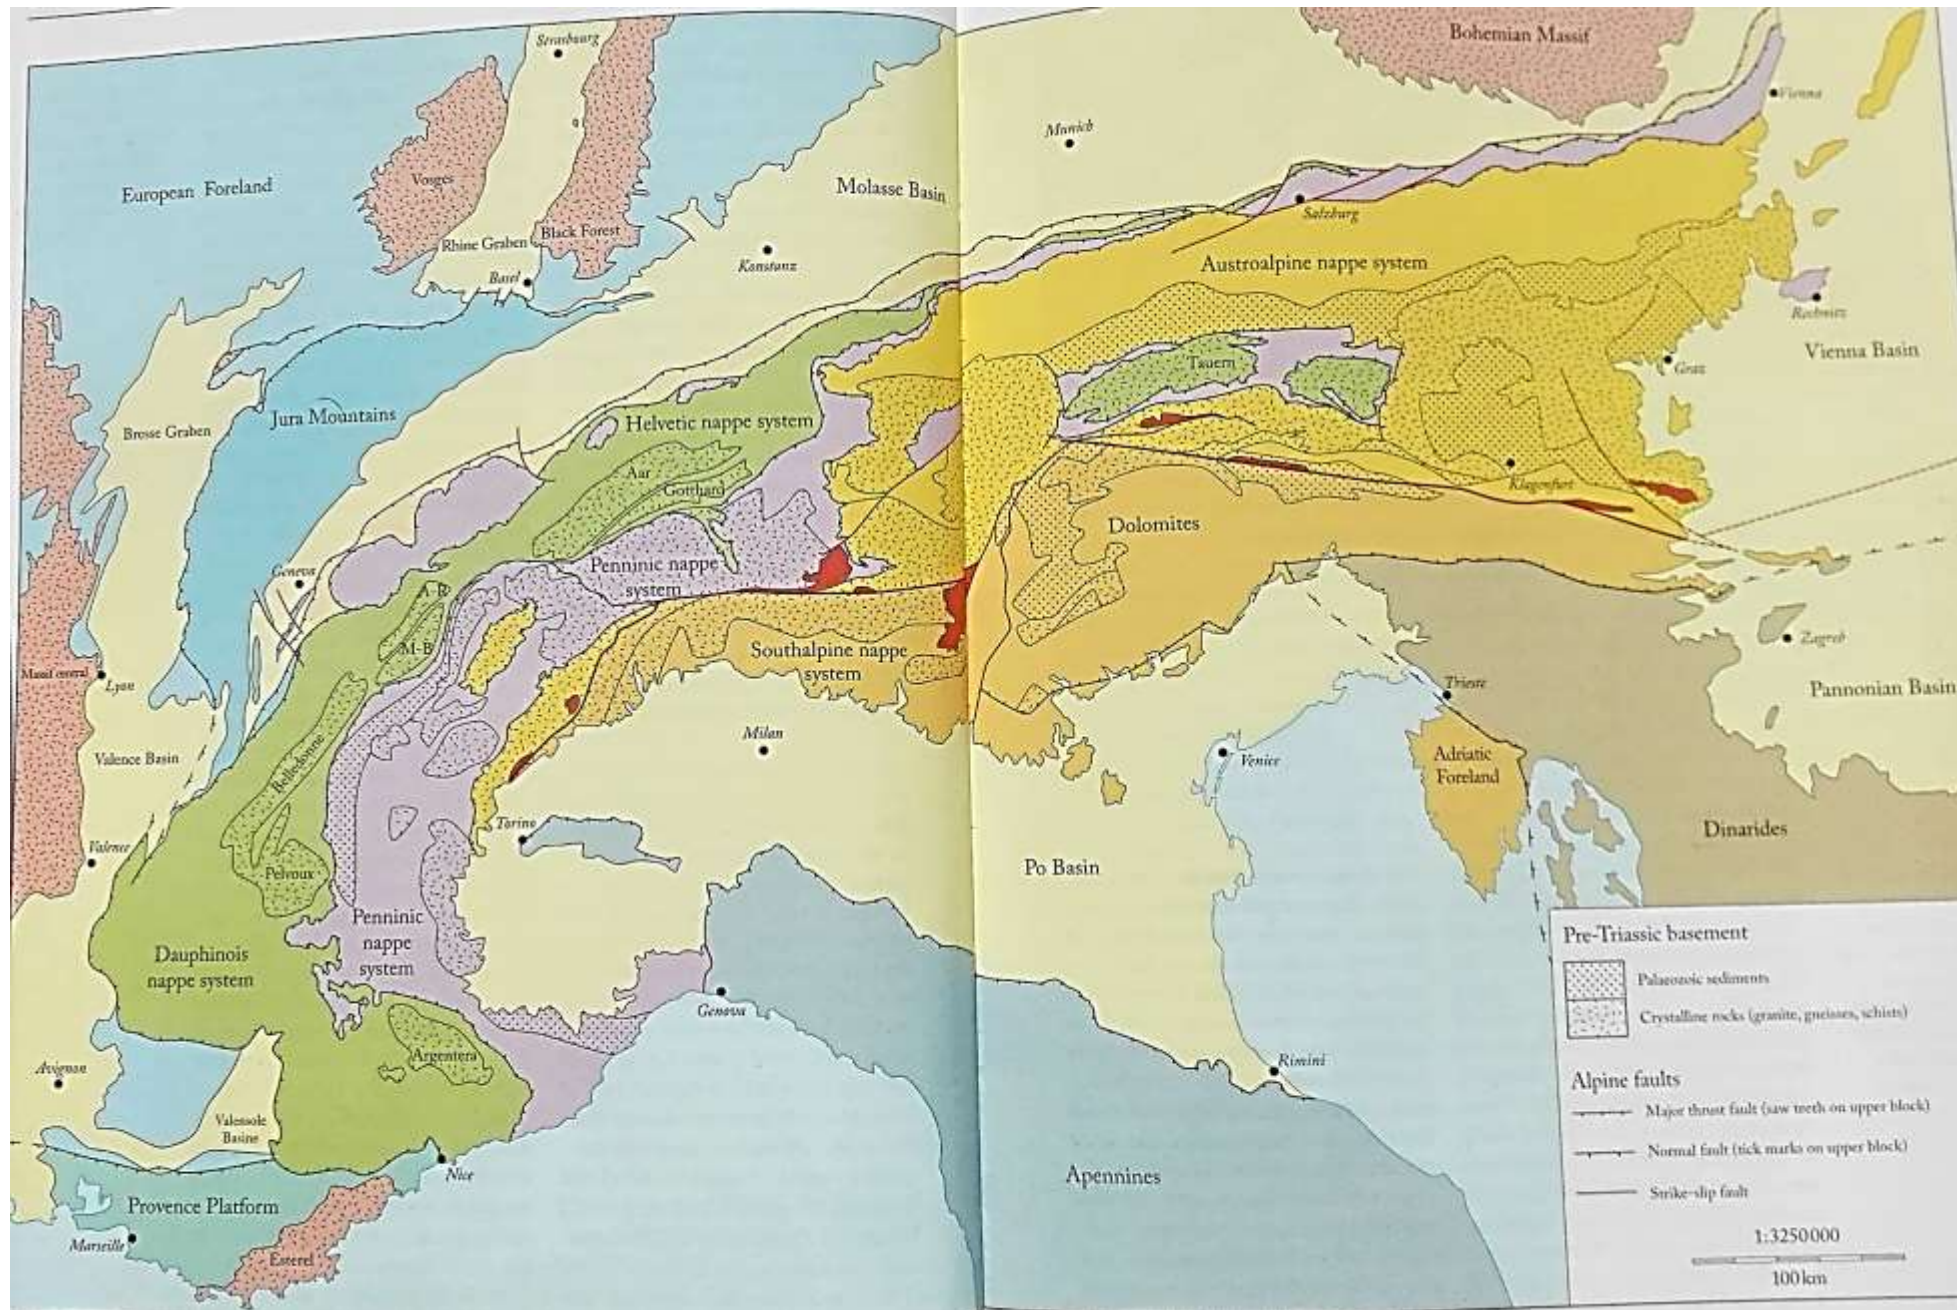 Strasbourg
Bohemian Massif
Vienna
Munich
European Foreland
Vosges
Molasse Basin
Rhine Graben
Black Forest
Salzburg
Basel
Konstanz
Austroalpine nappe system
Rechnitz
Vienna Basin
Graz
Tauern
Bresse Graben
Jura Mountains
Helvetic nappe system
Aar
Gotthard
Klagenfurt
Dolomites
Geneva
Penninic nappe
system
A-R
M-B
Southalpine nappe
system
Zagreb
Massif central
Lyon
Trieste
Pannonian Basin
Milan
Valence Basin
Belledonne
Venice
Adriatic
Foreland
Torino
Dinarides
Valence
Pelvoux
Po Basin
Penninic
nappe
system
Dauphinois
nappe system
Genova
Argentera
Avignon
Rimini
Valensole
Basine
Nice
Apennines
Provence Platform
Marseille
Esterel
Pre-Triassic basement
Palaeozoic sediments
Crystalline rocks (granite, gneisses, schists)
Alpine faults
Major thrust fault (saw teeth on upper block)
Normal fault (tick marks on upper block)
Strike-slip fault
1:3250000
100 km